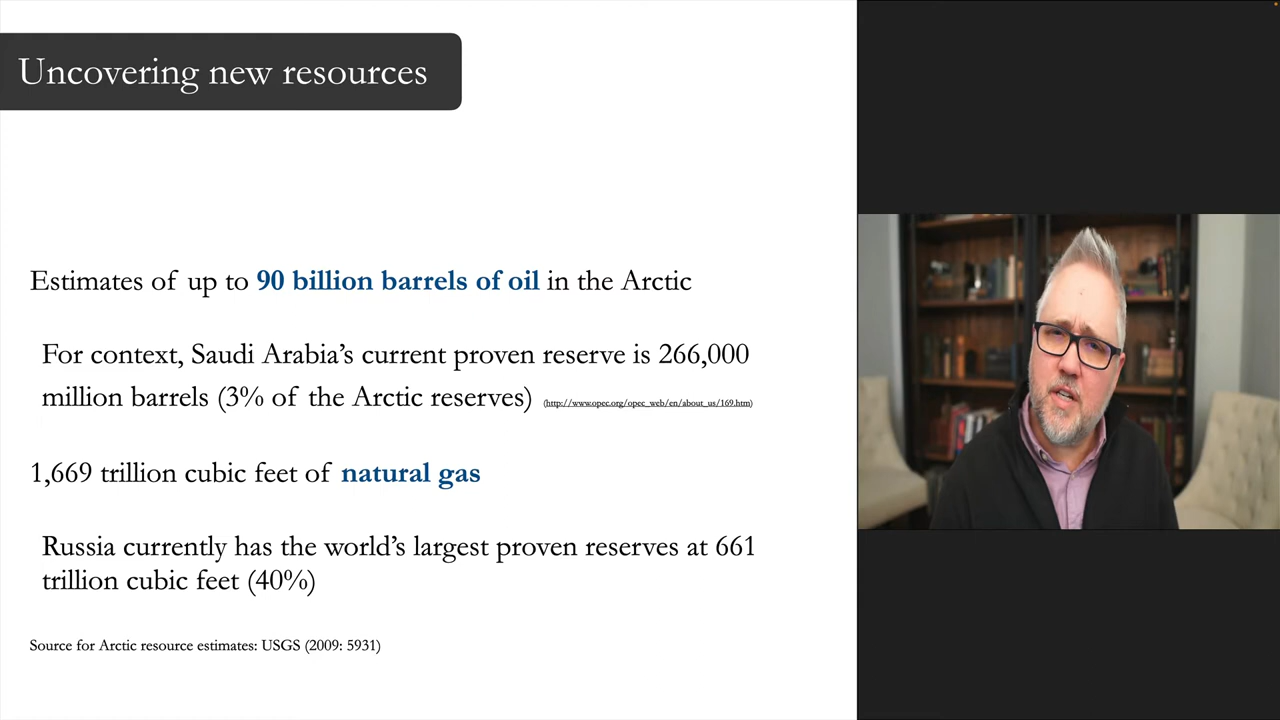 Uncovering new resources
Estimates of up to 90 billion barrels of oil in the Arctic
For context, Saudi Arabia's current proven reserve is 266,000
million barrels (3% of the Arctic reserves) (http://www.opec.org/opec_web/en/about_us/169.htm)
1,669 trillion cubic feet of natural gas
Russia currently has the world's largest proven reserves at 661
trillion cubic feet (40%)
Source for Arctic resource estimates: USGS (2009: 5931)